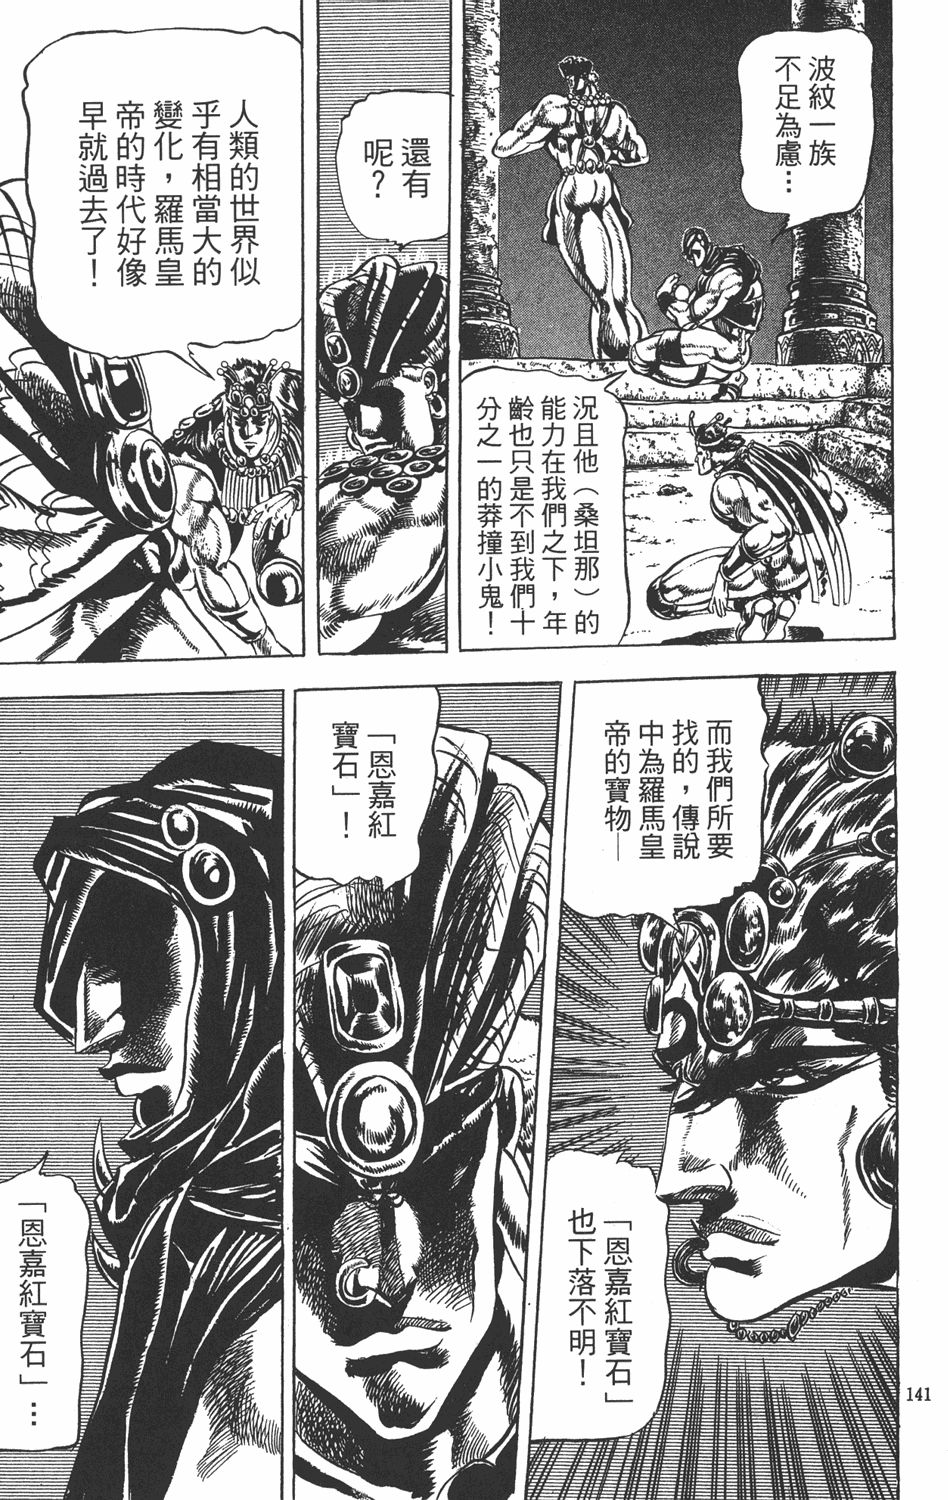 波紋一族
不足為慮…
況且他（桑坦那）的
能力在我們之下，年
齡也只是不到我們十
分之一的莽撞小鬼！
還有
呢？
人類的世界似
乎有相當大的
變化，羅馬皇
帝的時代好像
早就過去了！
而我們所要
找的，傳說
中為羅馬皇
帝的寶物—
「恩嘉紅寶石」
也下落不明！
「恩嘉紅
寶石」！
「恩嘉紅寶石」…
141